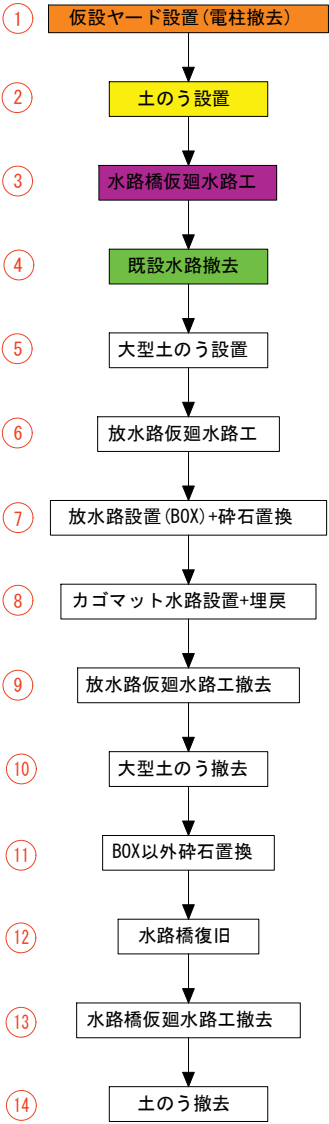 ① 仮設ヤード設置(電柱撤去)
② 土のう設置
③ 水路橋仮廻水路工
④ 既設水路撤去
⑤ 大型土のう設置
⑥ 放水路仮廻水路工
⑦ 放水路設置(BOX)+砕石置換
⑧ カゴマット水路設置+埋戻
⑨ 放水路仮廻水路工撤去
⑩ 大型土のう撤去
⑪ BOX以外砕石置換
⑫ 水路橋復旧
⑬ 水路橋仮廻水路工撤去
⑭ 土のう撤去